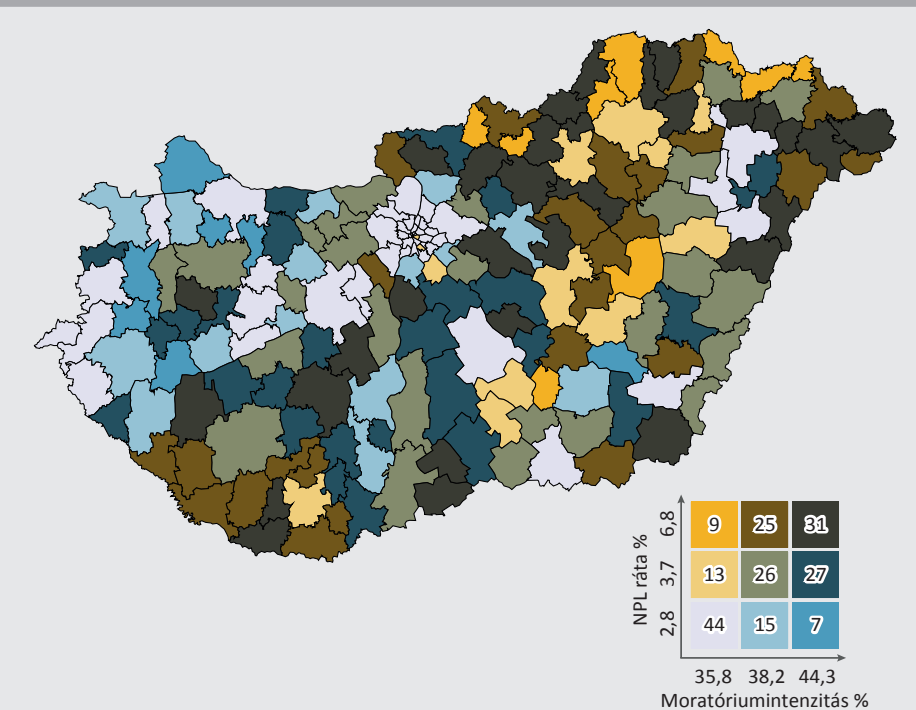 NPL ráta %
6,8
3,7
2,8
9 25 31
13 26 27
44 15 7
35,8 38,2 44,3
Moratóriumintenzitás %